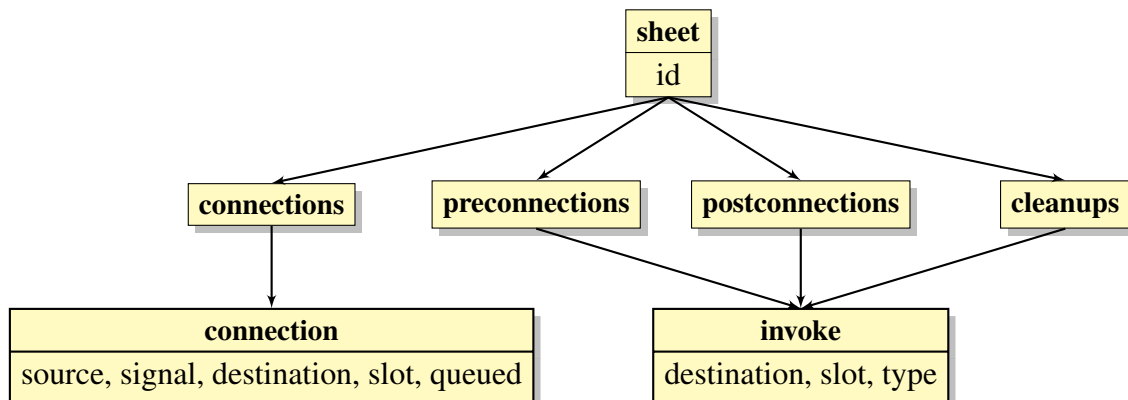 sheet
id
connections
preconnections
postconnections
cleanups
connection
source, signal, destination, slot, queued
invoke
destination, slot, type